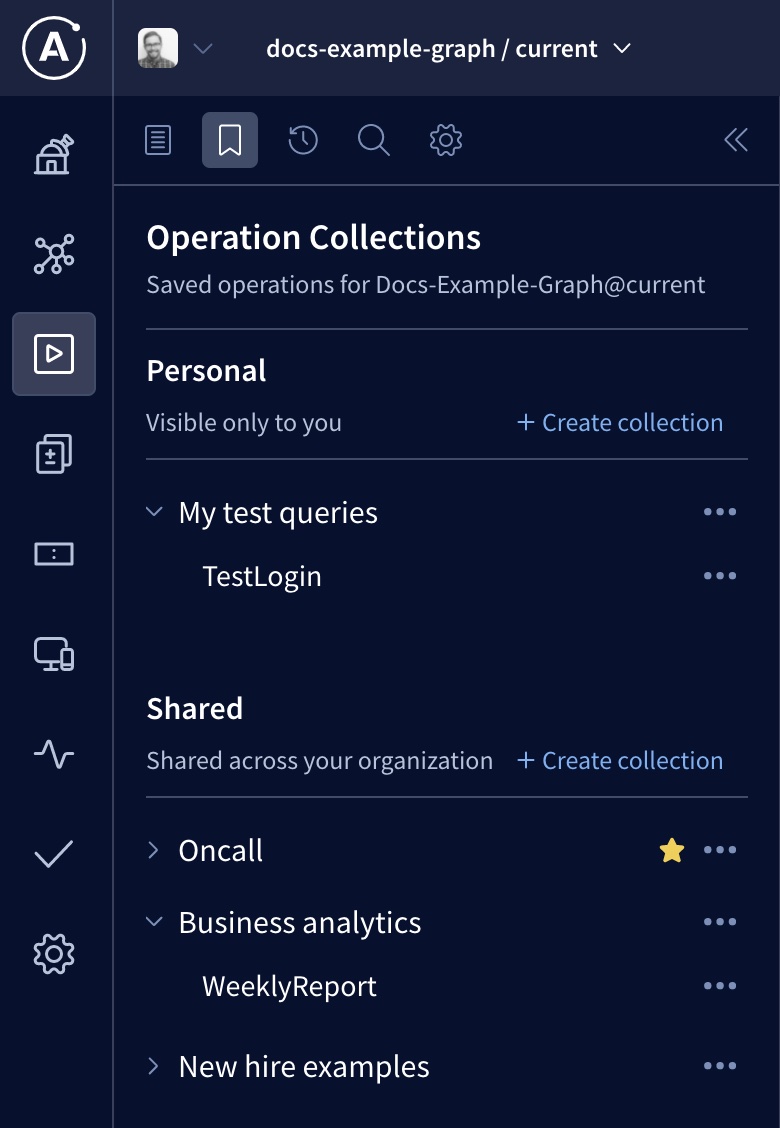 A
docs-example-graph / current
Operation Collections
Saved operations for Docs-Example-Graph@current
Personal
Visible only to you + Create collection
My test queries
TestLogin
Shared
Shared across your organization + Create collection
Oncall
Business analytics
WeeklyReport
New hire examples